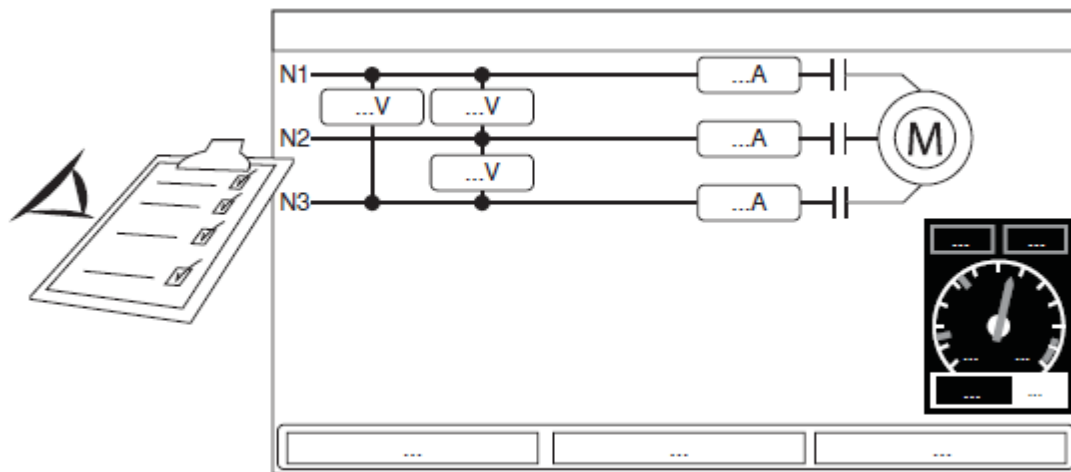 N1 ...A
...V ...V
N2 ...A M
...V
N3 ...A
--- ---
--- ---
--- ---
... ... ...